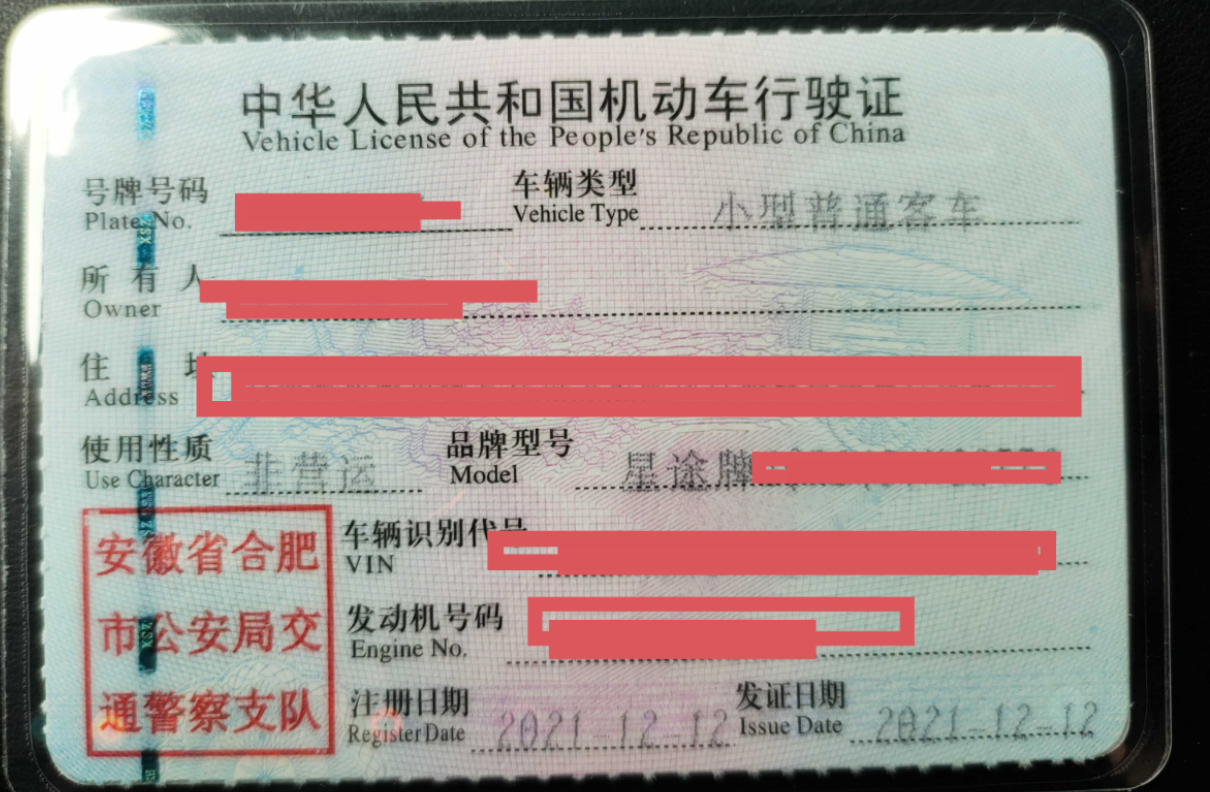 中华人民共和国机动车行驶证
Vehicle License of the People's Republic of China
号牌号码 车辆类型 小型普通客车
Plate No. Vehicle Type
所有人
Owner
住址
Address
使用性质 非营运 品牌型号 星途牌
Use Character Model
安徽省合肥 车辆识别代号
VIN
市公安局交 发动机号码
Engine No.
通警察支队 注册日期 2021-12-12 发证日期 2021-12-12
Register Date Issue Date